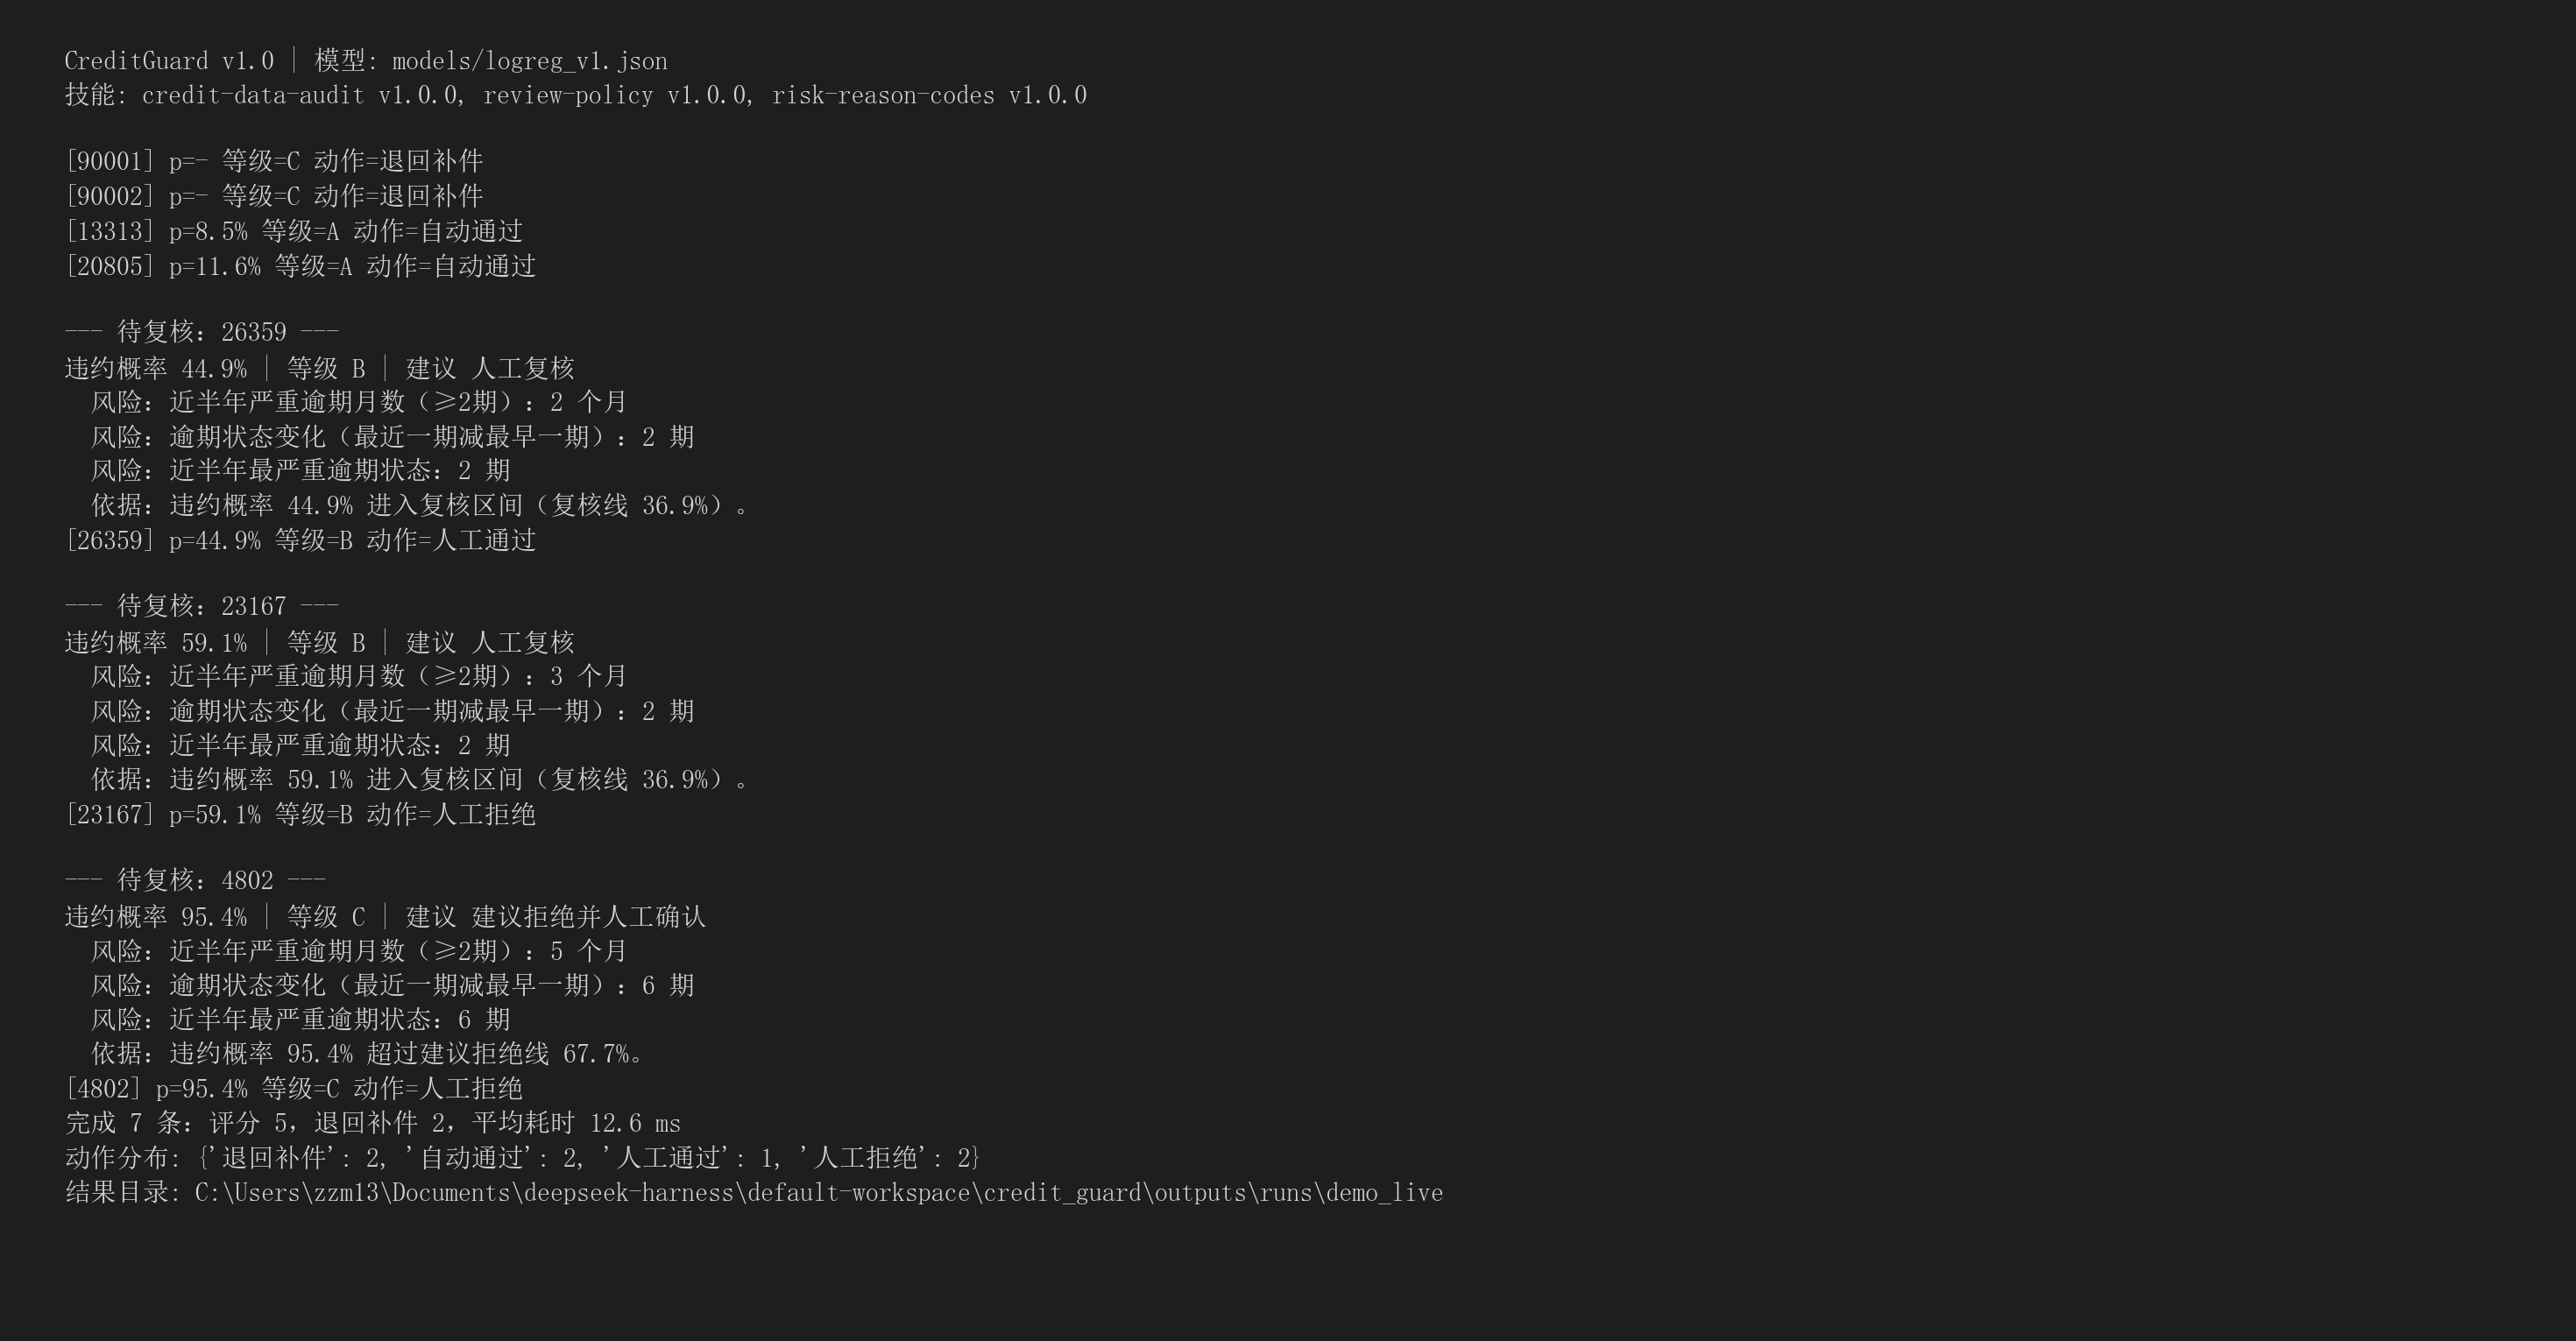 CreditGuard v1.0 | 模型: models/logreg_v1.json
技能: credit-data-audit v1.0.0, review-policy v1.0.0, risk-reason-codes v1.0.0
[90001] p=- 等级=C 动作=退回补件
[90002] p=- 等级=C 动作=退回补件
[13313] p=8.5% 等级=A 动作=自动通过
[20805] p=11.6% 等级=A 动作=自动通过
--- 待复核：26359 ---
违约概率 44.9% | 等级 B | 建议 人工复核
风险：近半年严重逾期月数（≥2期）：2 个月
风险：逾期状态变化（最近一期减最早一期）：2 期
风险：近半年最严重逾期状态：2 期
依据：违约概率 44.9% 进入复核区间（复核线 36.9%）。
[26359] p=44.9% 等级=B 动作=人工通过
--- 待复核：23167 ---
违约概率 59.1% | 等级 B | 建议 人工复核
风险：近半年严重逾期月数（≥2期）：3 个月
风险：逾期状态变化（最近一期减最早一期）：2 期
风险：近半年最严重逾期状态：2 期
依据：违约概率 59.1% 进入复核区间（复核线 36.9%）。
[23167] p=59.1% 等级=B 动作=人工拒绝
--- 待复核：4802 ---
违约概率 95.4% | 等级 C | 建议 建议拒绝并人工确认
风险：近半年严重逾期月数（≥2期）：5 个月
风险：逾期状态变化（最近一期减最早一期）：6 期
风险：近半年最严重逾期状态：6 期
依据：违约概率 95.4% 超过建议拒绝线 67.7%。
[4802] p=95.4% 等级=C 动作=人工拒绝
完成 7 条：评分 5，退回补件 2，平均耗时 12.6 ms
动作分布: {'退回补件': 2, '自动通过': 2, '人工通过': 1, '人工拒绝': 2}
结果目录: C:\Users\zzm13\Documents\deepseek-harness\default-workspace\credit_guard\outputs\runs\demo_live